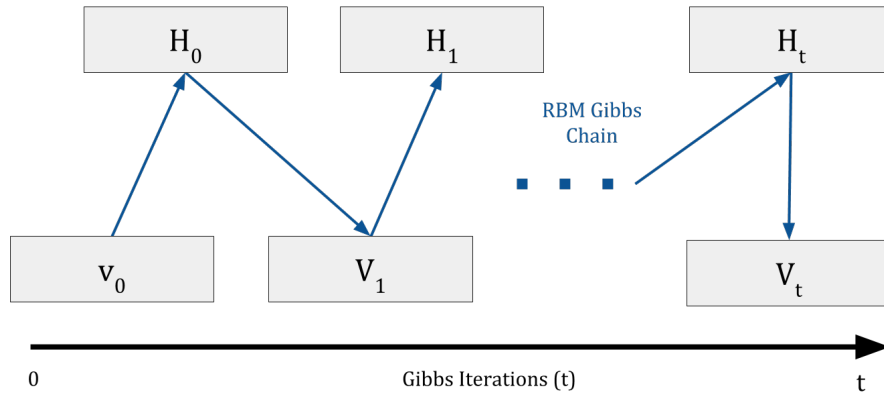 H₀ H₁ Hₜ
RBM Gibbs
Chain
v₀ V₁ Vₜ
0 Gibbs Iterations (t) t